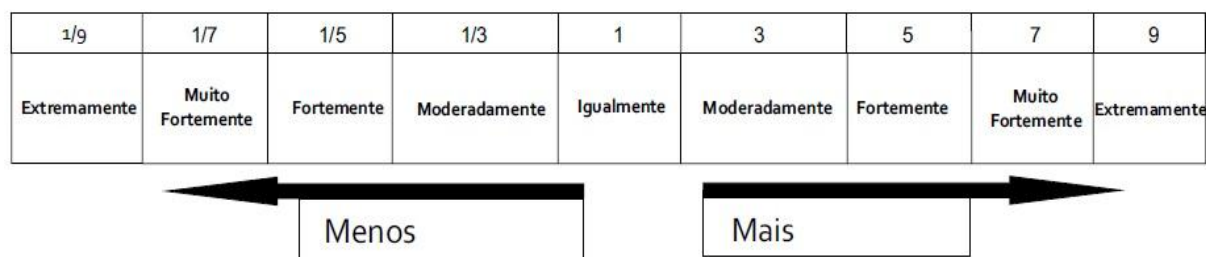 1/9 1/7 1/5 1/3 1 3 5 7 9
Extremamente Muito Fortemente Fortemente Moderadamente Igualmente Moderadamente Fortemente Muito Fortemente Extremamente
Menos Mais